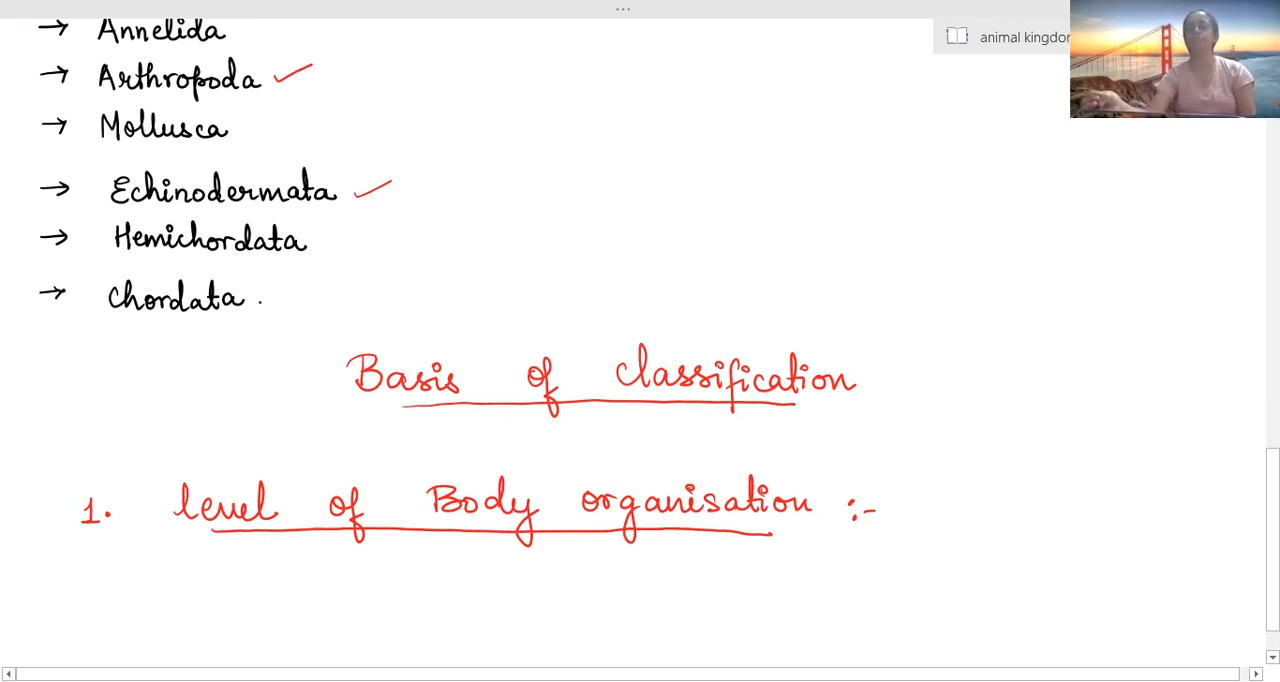 ...
animal kingdom
→ Annelida
→ Arthropoda ✓
→ Mollusca
→ Echinodermata ✓
→ Hemichordata
→ Chordata .
Basis of classification
1. level of Body organisation :-